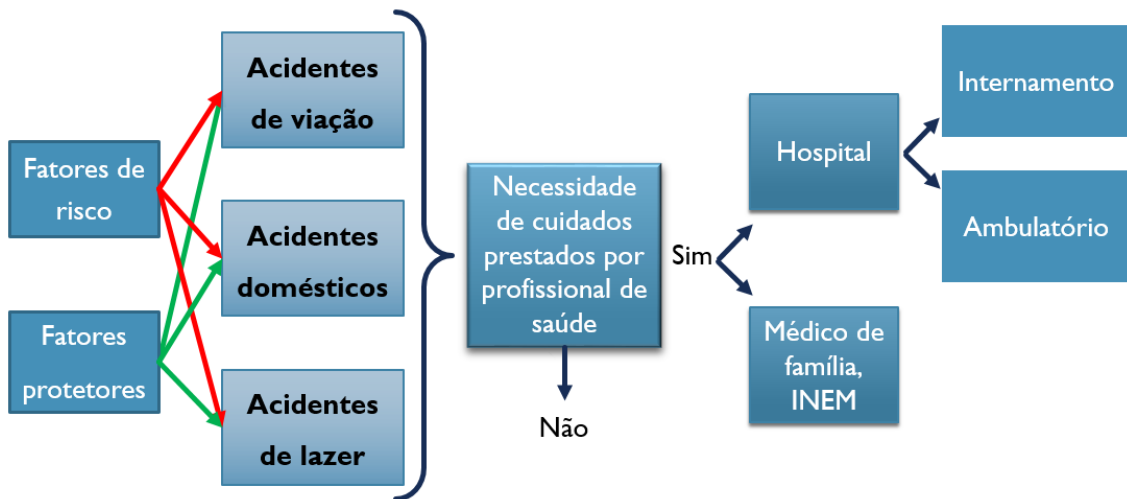 Fatores de
risco
Fatores
protetores
Acidentes
de viação
Acidentes
domésticos
Acidentes
de lazer
Necessidade
de cuidados
prestados por
profissional de
saúde
Não
Sim
Hospital
Médico de
família,
INEM
Internamento
Ambulatório